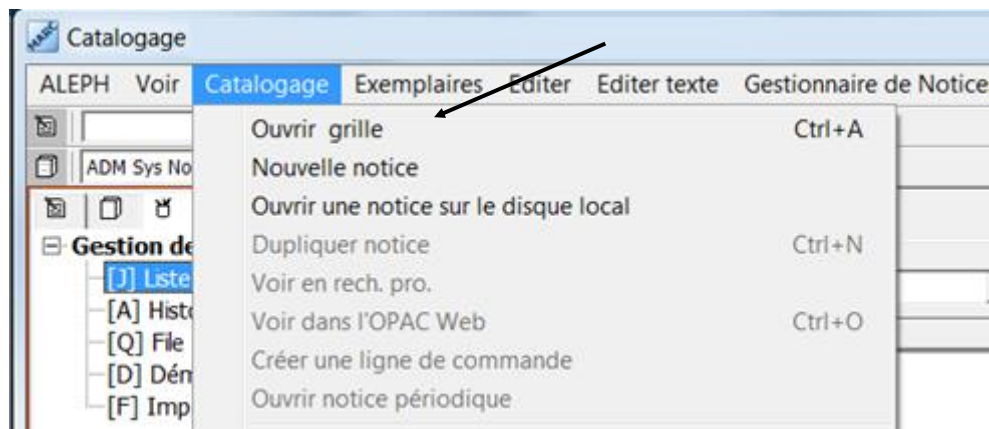 MARC Catalogage
ALEPH Voir Catalogage Exemplaires Editer Editer texte Gestionnaire de Notice
Ouvrir grille Ctrl+A
Nouvelle notice
ADM Sys No
Ouvrir une notice sur le disque local
Dupliquer notice Ctrl+N
Gestion de
[J] Liste
Voir en rech. pro.
[A] Histo
Voir dans l'OPAC Web Ctrl+O
[Q] File
Créer une ligne de commande
[D] Dém
Ouvrir notice périodique
[F] Imp